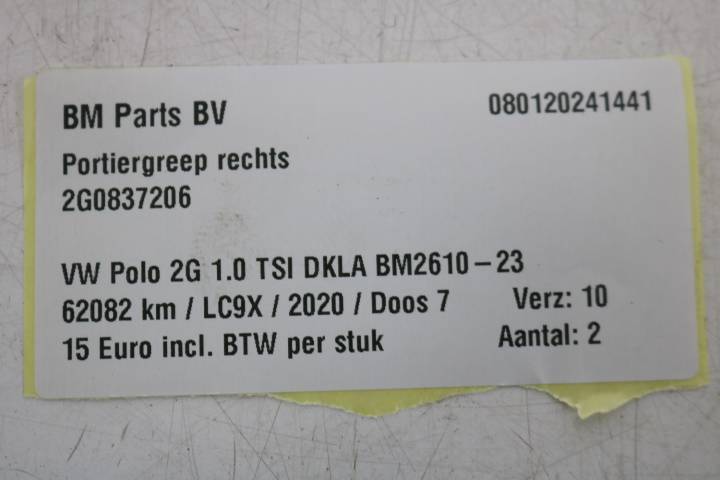 BM Parts BV 080120241441
Portiergreep rechts
2G0837206
VW Polo 2G 1.0 TSI DKLA BM2610-23
62082 km / LC9X / 2020 / Doos 7 Verz: 10
15 Euro incl. BTW per stuk Aantal: 2